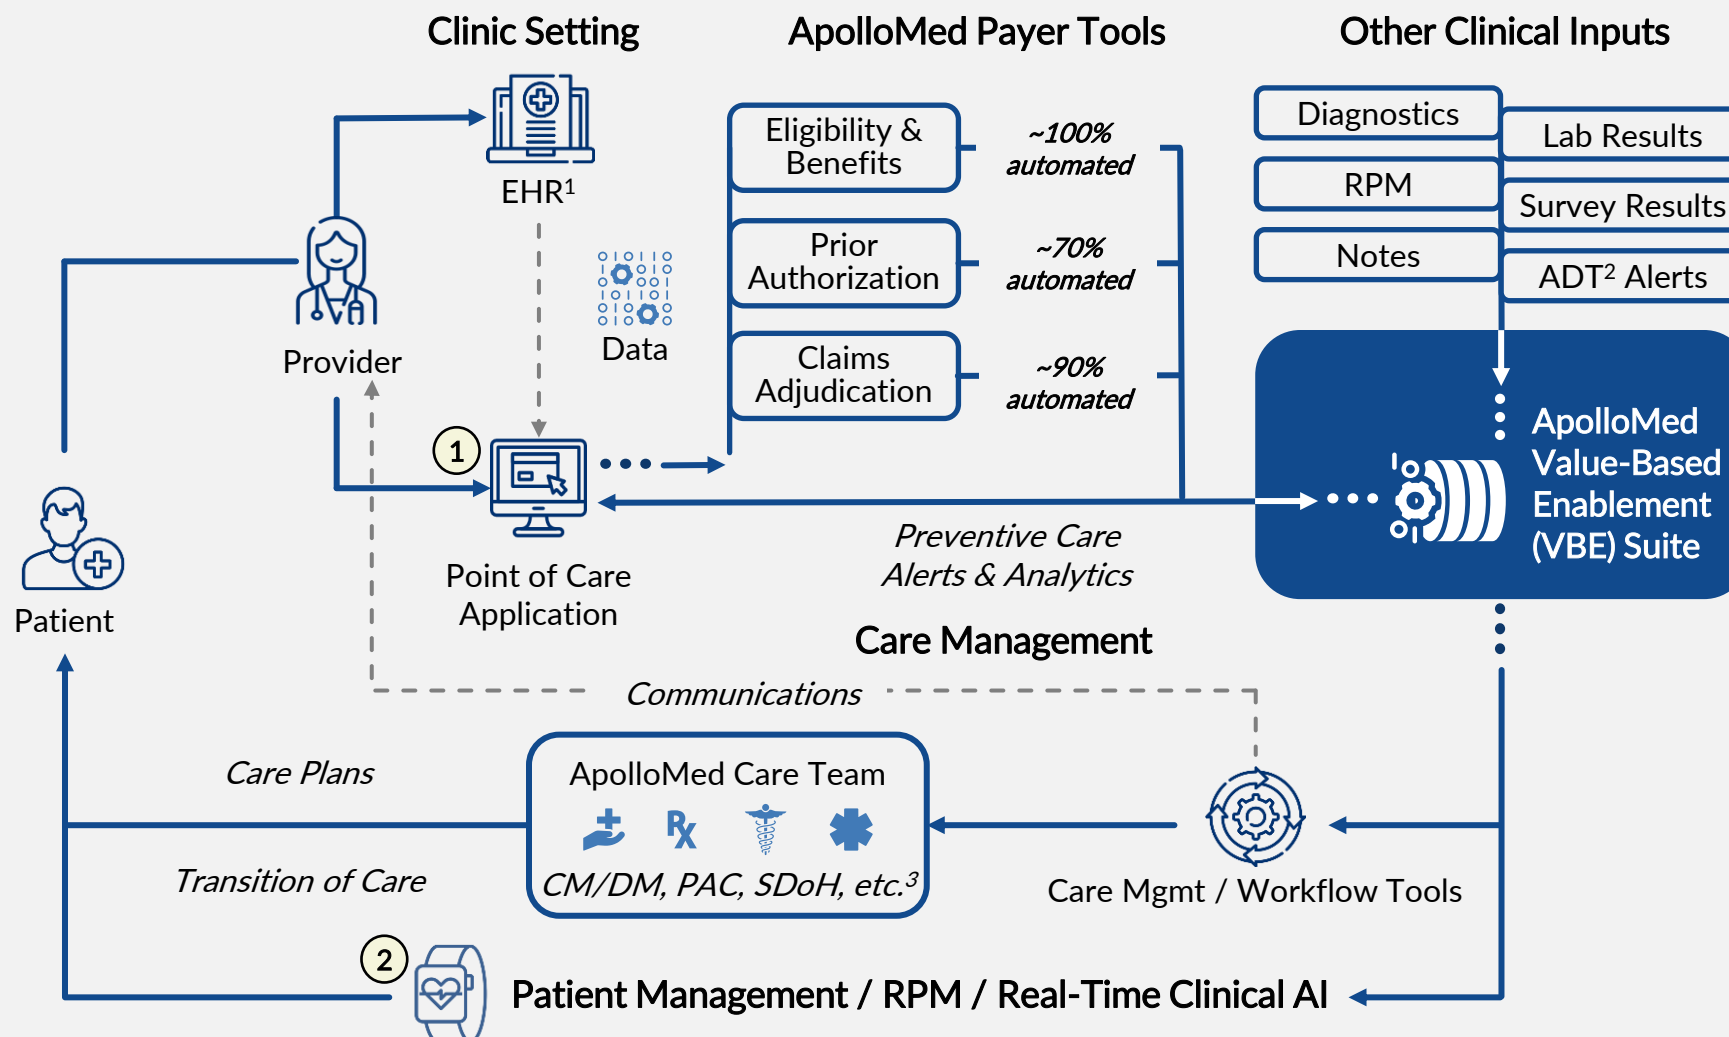 Clinic Setting
ApolloMed Payer Tools
Other Clinical Inputs
EHR¹
Provider
Data
Patient
1
Point of Care
Application
Eligibility &
Benefits
~100%
automated
Prior
Authorization
~70%
automated
Claims
Adjudication
~90%
automated
Diagnostics
Lab Results
RPM
Survey Results
Notes
ADT² Alerts
ApolloMed
Value-Based
Enablement
(VBE) Suite
Preventive Care
Alerts & Analytics
Care Management
Communications
Care Plans
Transition of Care
ApolloMed Care Team
Rx
CM/DM, PAC, SDoH, etc.³
Care Mgmt / Workflow Tools
2
Patient Management / RPM / Real-Time Clinical AI